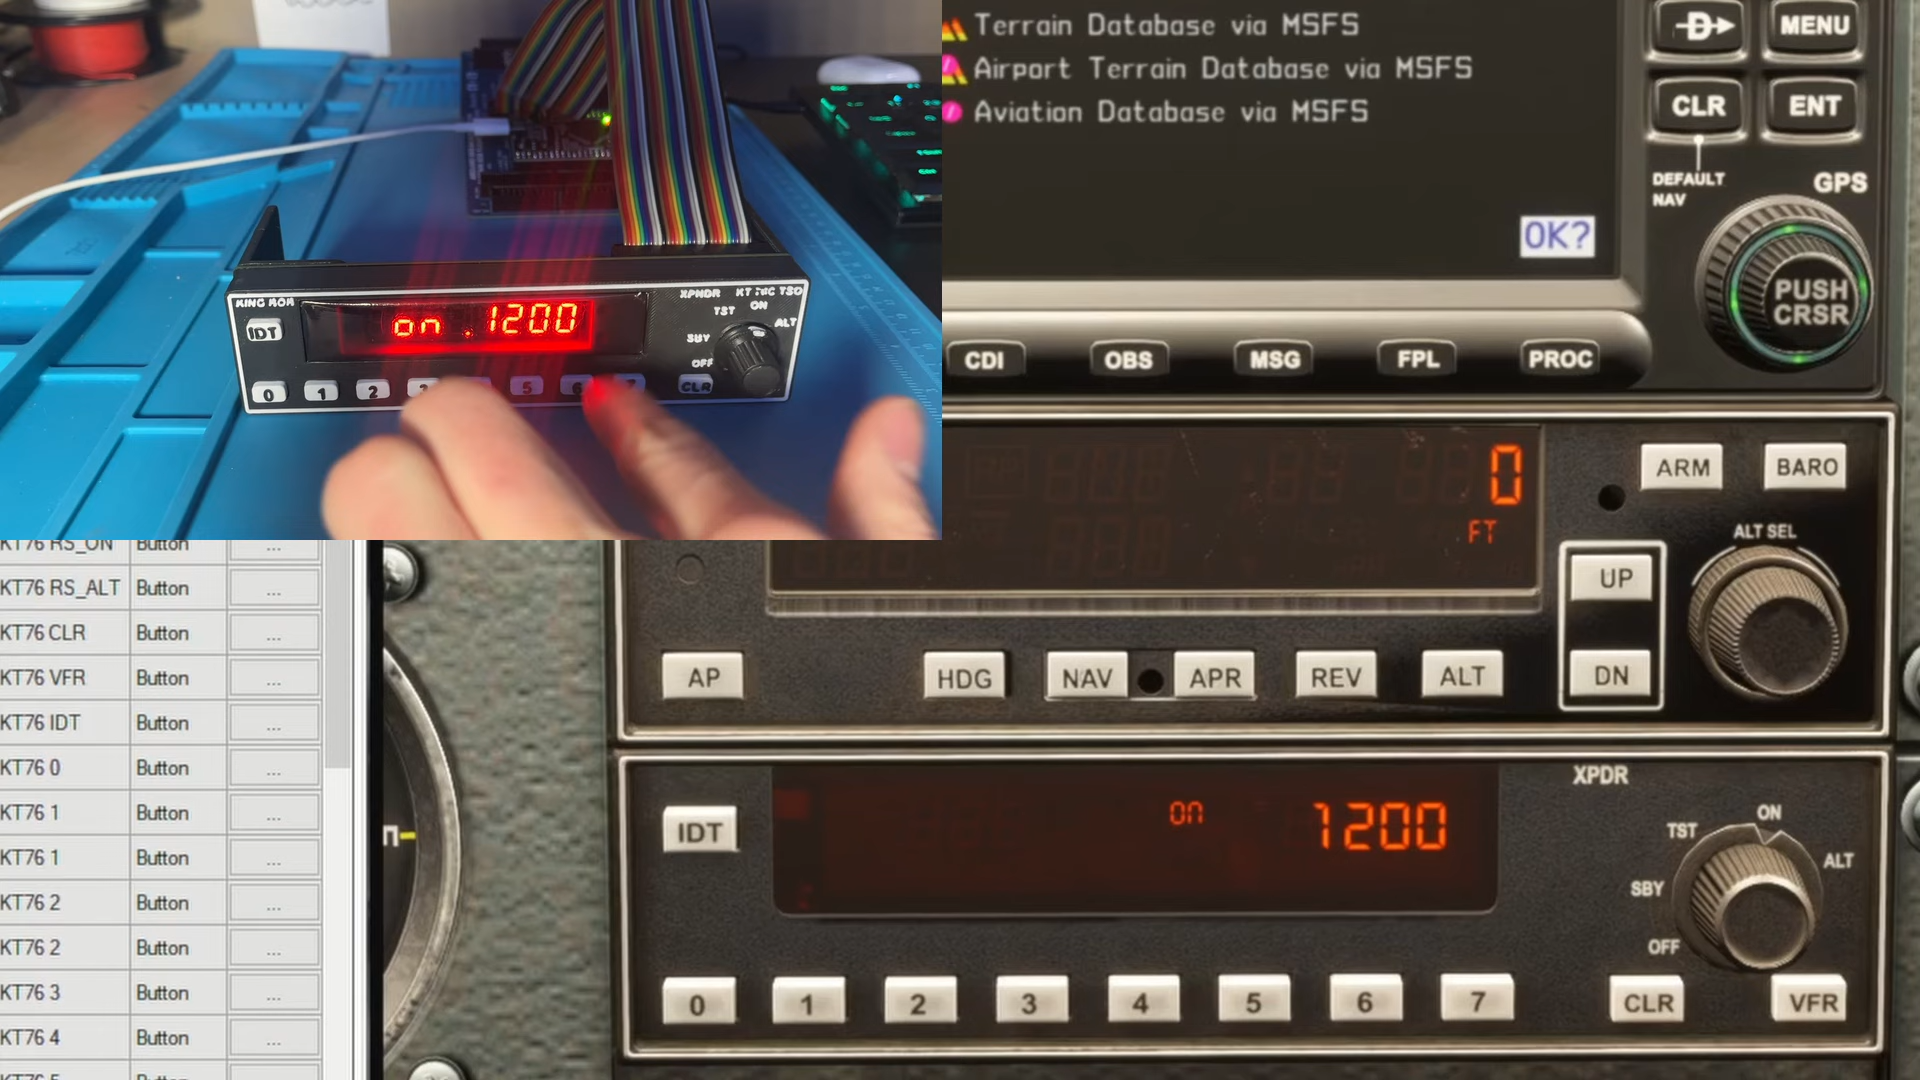 Terrain Database via MSFS
Airport Terrain Database via MSFS
Aviation Database via MSFS
OK?
D
MENU
CLR
ENT
DEFAULT
NAV
GPS
PUSH
CRSR
CDI
OBS
MSG
FPL
PROC
XPNDR
TSO
IDT
on .1200
TST
ON
ALT
SBY
OFF
0
1
2
5
6
CLR
0
FT
ARM
BARO
ALT SEL
UP
DN
AP
HDG
NAV
APR
REV
ALT
XPDR
IDT
on
1200
TST
ON
ALT
SBY
OFF
0
1
2
3
4
5
6
7
CLR
VFR
KT76 RS_ON Button ...
KT76 RS_ALT Button ...
KT76 CLR Button ...
KT76 VFR Button ...
KT76 IDT Button ...
KT76 0 Button ...
KT76 1 Button ...
KT76 1 Button ...
KT76 2 Button ...
KT76 2 Button ...
KT76 3 Button ...
KT76 4 Button ...